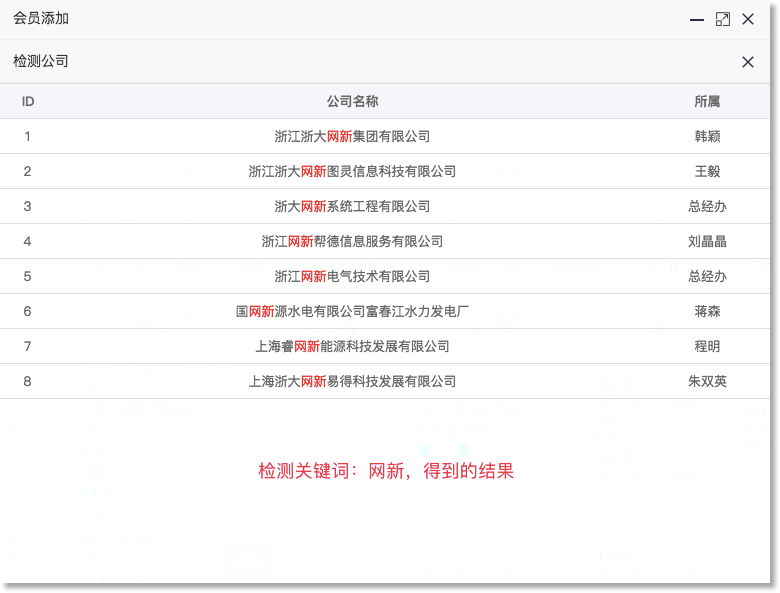 会员添加
检测公司
ID 公司名称 所属
1 浙江浙大网新集团有限公司 韩颖
2 浙江浙大网新图灵信息科技有限公司 王毅
3 浙大网新系统工程有限公司 总经办
4 浙江网新帮德信息服务有限公司 刘晶晶
5 浙江网新电气技术有限公司 总经办
6 国网新源水电有限公司富春江水力发电厂 蒋森
7 上海睿网新能源科技发展有限公司 程明
8 上海浙大网新易得科技发展有限公司 朱双英
检测关键词：网新，得到的结果